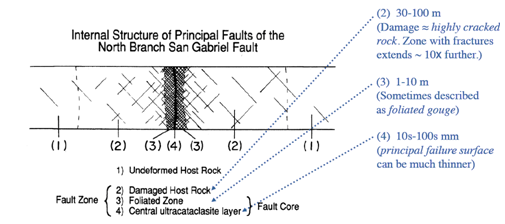 Internal Structure of Principal Faults of the
North Branch San Gabriel Fault
(1) (2) (3) (4) (3) (2) (1)
1) Undeformed Host Rock
Fault Zone
2) Damaged Host Rock
3) Foliated Zone
4) Central ultracataclasite layer
Fault Core
(2) 30-100 m
(Damage ≈ highly cracked
rock. Zone with fractures
extends ~ 10x further.)
(3) 1-10 m
(Sometimes described
as foliated gouge)
(4) 10s-100s mm
(principal failure surface
can be much thinner)